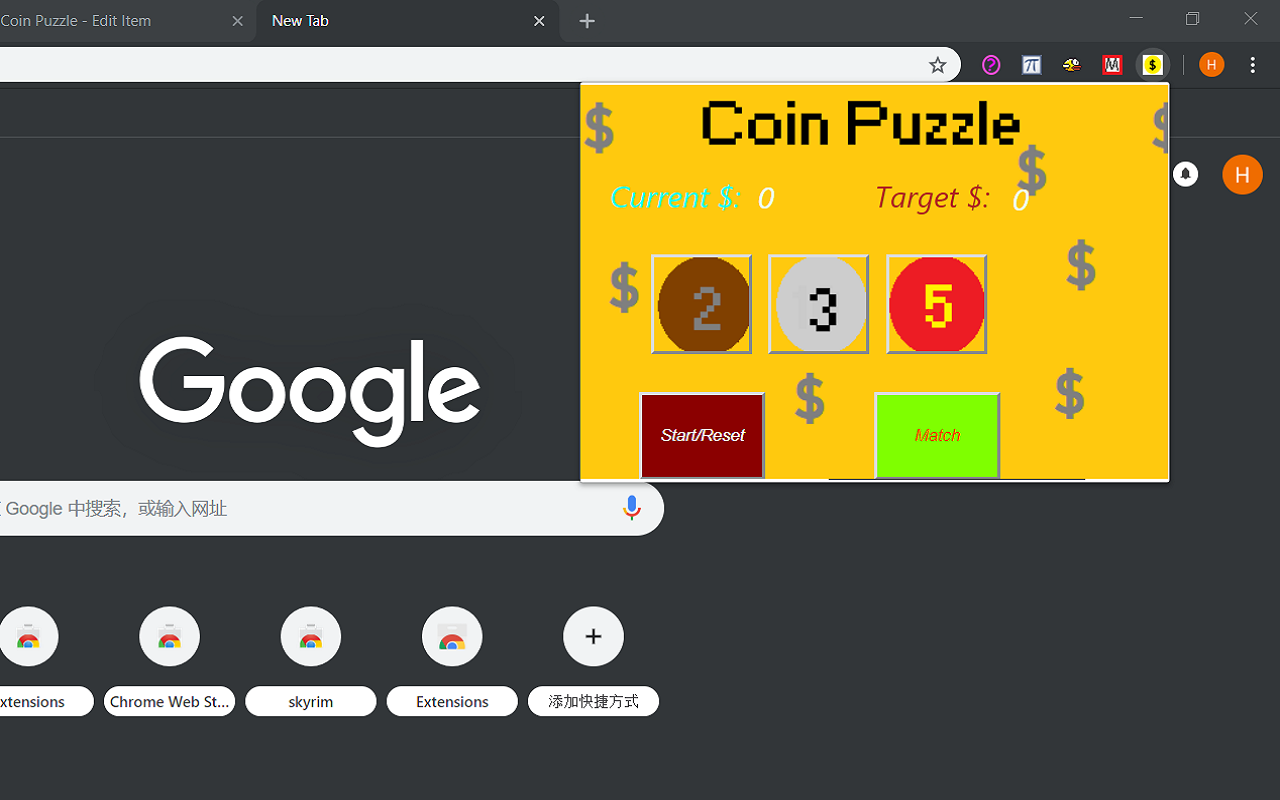 Coin Puzzle - Edit Item
New Tab
H
Coin Puzzle
Current $: 0
Target $: 0
H
2
3
5
Start/Reset
Match
Google
Google 中搜索，或输入网址
xtensions
Chrome Web St...
skyrim
Extensions
添加快捷方式